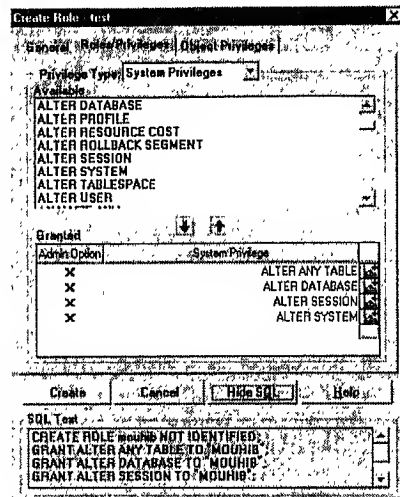 Create Role - test
General Roles/Privileges Object Privileges
Privilege Type: System Privileges
Available
ALTER DATABASE
ALTER PROFILE
ALTER RESOURCE COST
ALTER ROLLBACK SEGMENT
ALTER SESSION
ALTER SYSTEM
ALTER TABLESPACE
ALTER USER
Granted
Admin Option System Privilege
ALTER ANY TABLE
ALTER DATABASE
ALTER SESSION
ALTER SYSTEM
Create Cancel Hide SQL Help
SQL Text
CREATE ROLE mouhib NOT IDENTIFIED;
GRANT ALTER ANY TABLE TO "MOUHIB"
GRANT ALTER DATABASE TO "MOUHIB"
GRANT ALTER SESSION TO "MOUHIB"